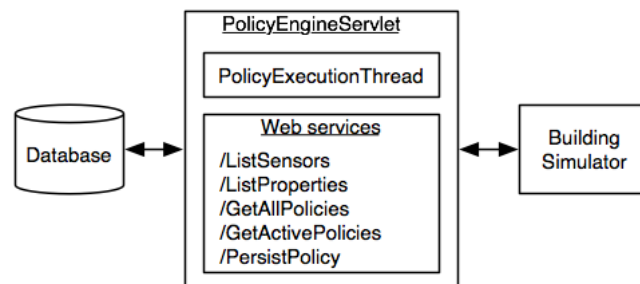 PolicyEngineServlet
PolicyExecutionThread
Web services
/ListSensors
/ListProperties
/GetAllPolicies
/GetActivePolicies
/PersistPolicy
Database
Building
Simulator